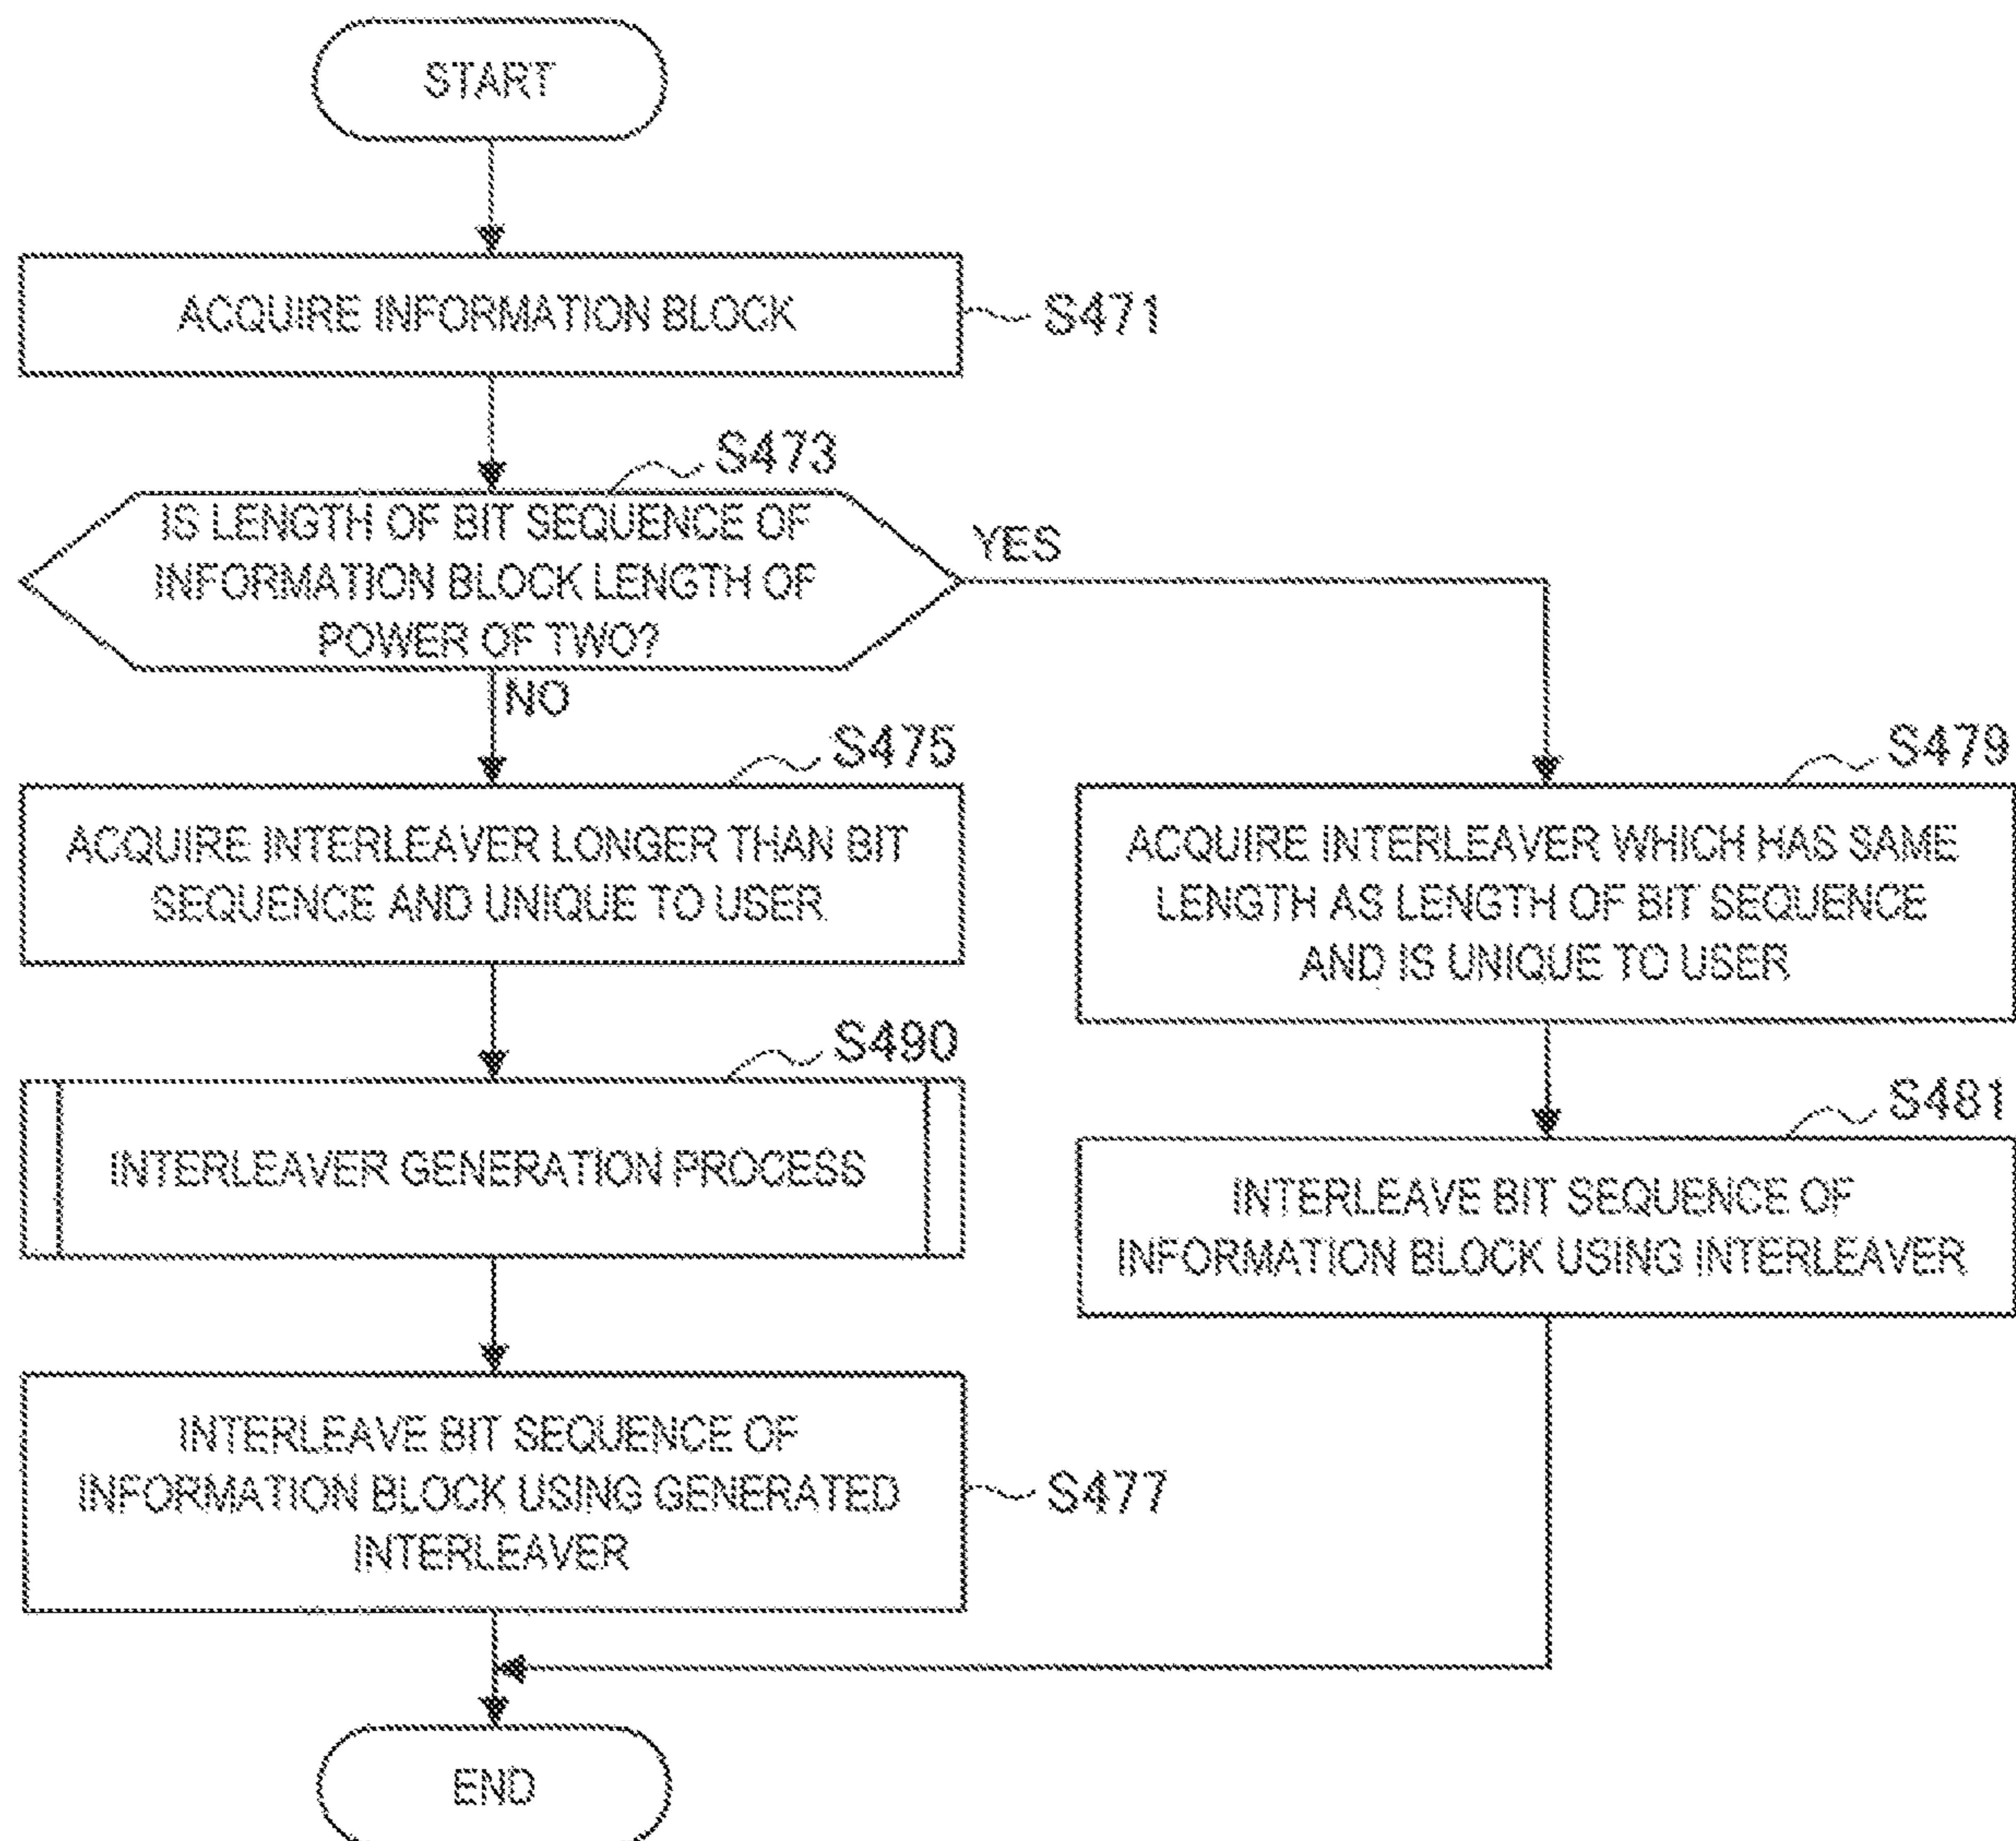 START
ACQUIRE INFORMATION BLOCK
S471
S473
IS LENGTH OF BIT SEQUENCE OF
INFORMATION BLOCK LENGTH OF
POWER OF TWO?
YES
NO
S475
ACQUIRE INTERLEAVER LONGER THAN BIT
SEQUENCE AND UNIQUE TO USER
S479
ACQUIRE INTERLEAVER WHICH HAS SAME
LENGTH AS LENGTH OF BIT SEQUENCE
AND IS UNIQUE TO USER
S490
INTERLEAVER GENERATION PROCESS
S481
INTERLEAVE BIT SEQUENCE OF
INFORMATION BLOCK USING INTERLEAVER
INTERLEAVE BIT SEQUENCE OF
INFORMATION BLOCK USING GENERATED
INTERLEAVER
S477
END